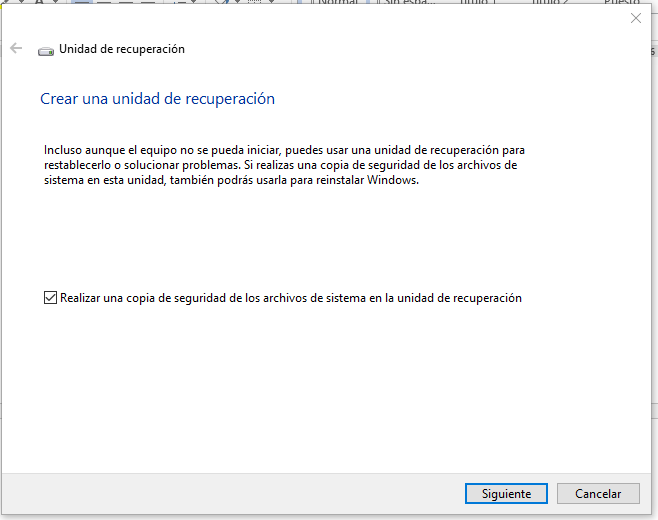 Unidad de recuperación
Crear una unidad de recuperación
Incluso aunque el equipo no se pueda iniciar, puedes usar una unidad de recuperación para
restablecerlo o solucionar problemas. Si realizas una copia de seguridad de los archivos de
sistema en esta unidad, también podrás usarla para reinstalar Windows.
Realizar una copia de seguridad de los archivos de sistema en la unidad de recuperación
Siguiente Cancelar